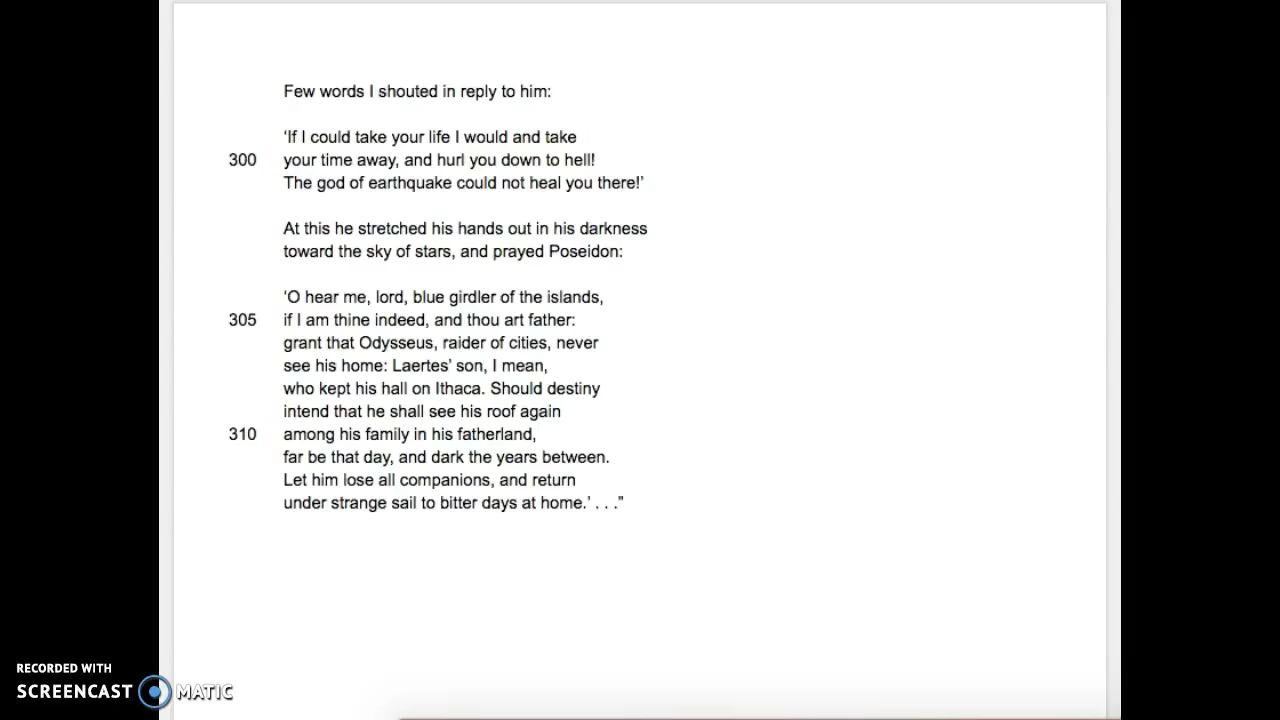 Few words I shouted in reply to him:
‘If I could take your life I would and take
300 your time away, and hurl you down to hell!
The god of earthquake could not heal you there!’
At this he stretched his hands out in his darkness
toward the sky of stars, and prayed Poseidon:
‘O hear me, lord, blue girdler of the islands,
305 if I am thine indeed, and thou art father:
grant that Odysseus, raider of cities, never
see his home: Laertes’ son, I mean,
who kept his hall on Ithaca. Should destiny
intend that he shall see his roof again
310 among his family in his fatherland,
far be that day, and dark the years between.
Let him lose all companions, and return
under strange sail to bitter days at home.’ . . .”
RECORDED WITH
SCREENCAST MATIC